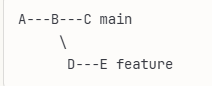 A---B---C main
     \
      D---E feature